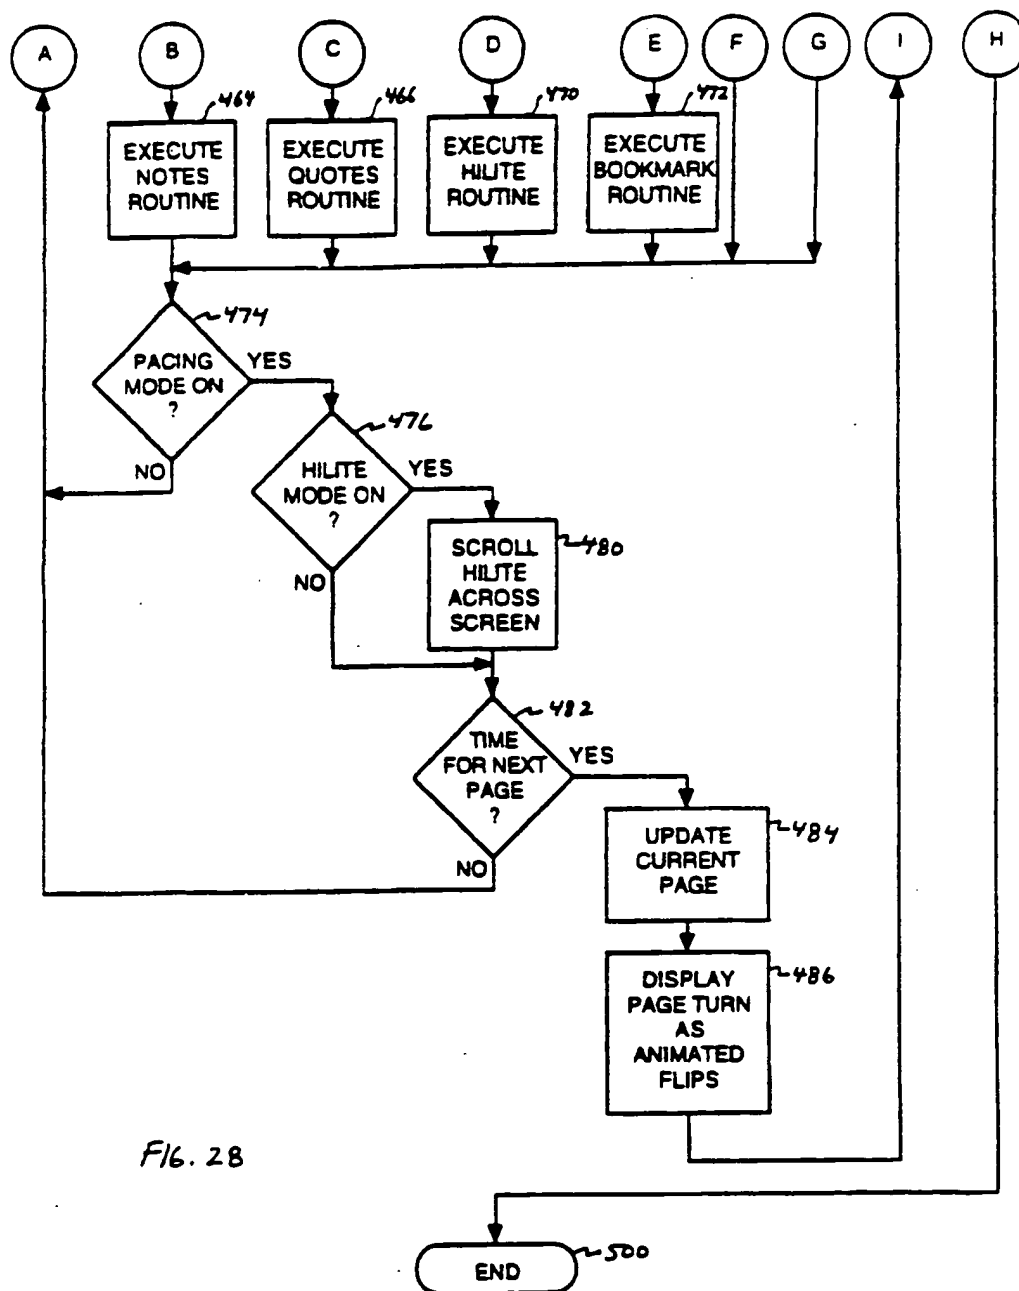 A B C D E F G I H
464 466 470 472
EXECUTE
NOTES
ROUTINE
EXECUTE
QUOTES
ROUTINE
EXECUTE
HILITE
ROUTINE
EXECUTE
BOOKMARK
ROUTINE
474
PACING
MODE ON
?
YES
NO
476
HILITE
MODE ON
?
YES
NO
480
SCROLL
HILITE
ACROSS
SCREEN
482
TIME
FOR NEXT
PAGE
?
YES
NO
484
UPDATE
CURRENT
PAGE
486
DISPLAY
PAGE TURN
AS
ANIMATED
FLIPS
FIG. 28
500
END